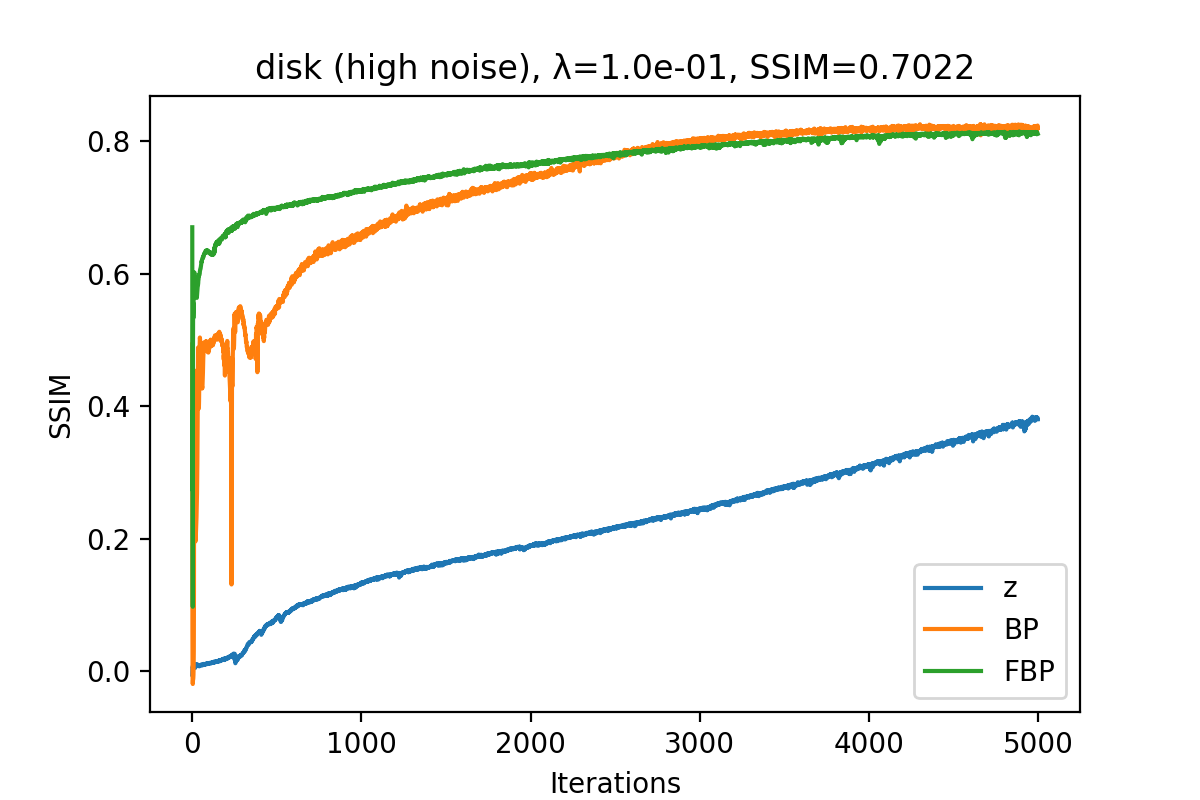 disk (high noise), λ=1.0e-01, SSIM=0.7022
SSIM
0.8
0.6
0.4
0.2
0.0
z
BP
FBP
0 1000 2000 3000 4000 5000
Iterations